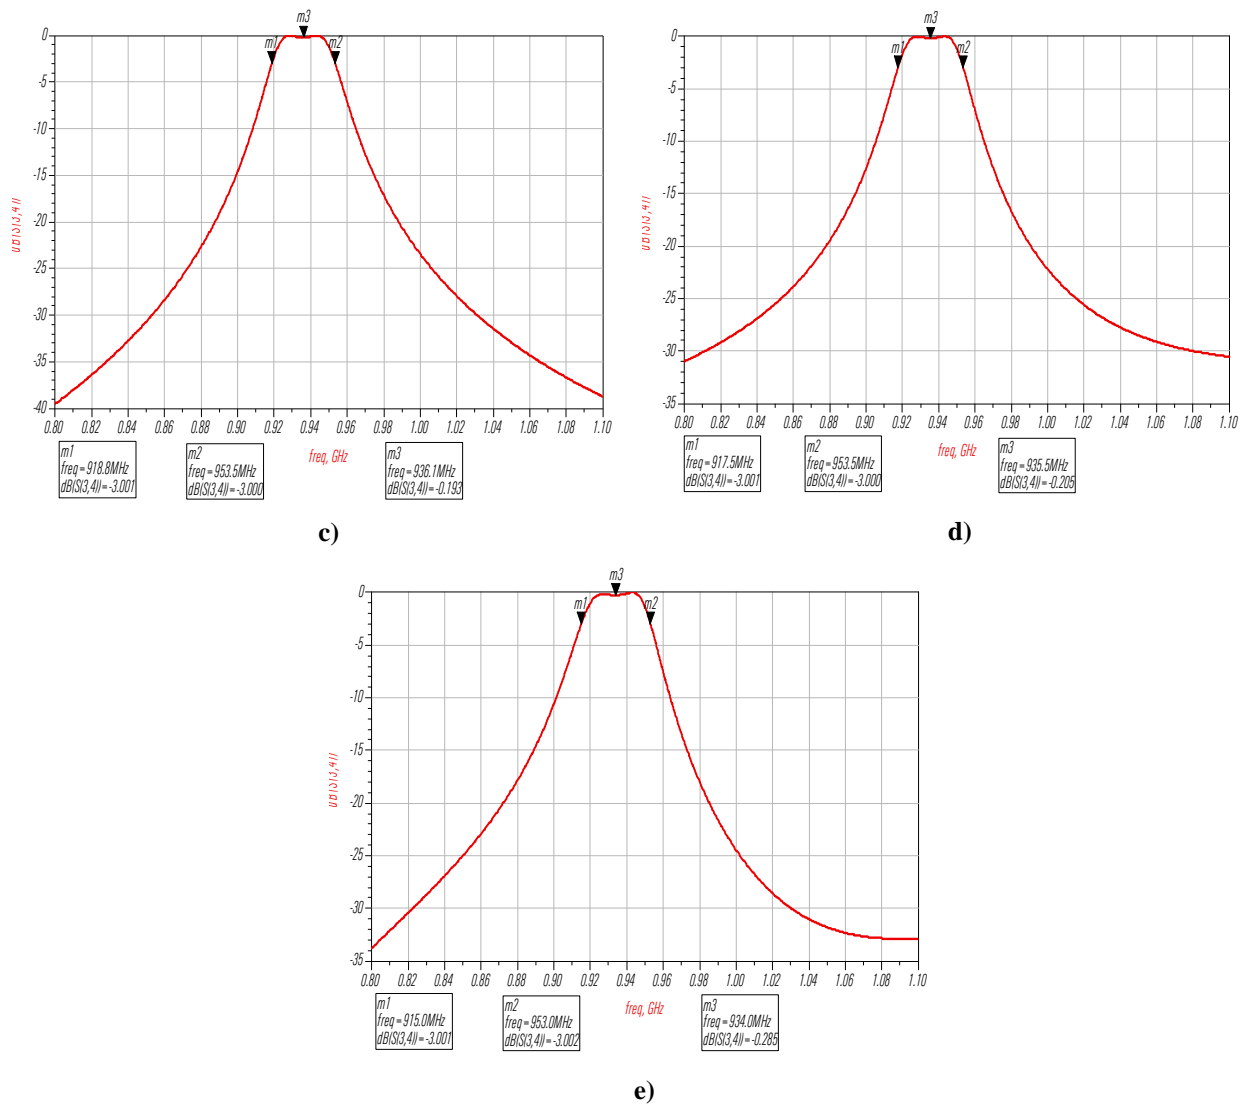 m3
m1 m2
0
-5
-10
-15
-20
-25
-30
-35
-40
0.80 0.82 0.84 0.86 0.88 0.90 0.92 0.94 0.96 0.98 1.00 1.02 1.04 1.06 1.08 1.10
freq, GHz
m1
freq = 918.8MHz
dB(S(3,4)) = -3.001
m2
freq = 953.5MHz
dB(S(3,4)) = -3.000
m3
freq = 936.1MHz
dB(S(3,4)) = -0.193
c)
m3
m1 m2
0
-5
-10
-15
-20
-25
-30
-35
0.80 0.82 0.84 0.86 0.88 0.90 0.92 0.94 0.96 0.98 1.00 1.02 1.04 1.06 1.08 1.10
freq, GHz
m1
freq = 917.5MHz
dB(S(3,4)) = -3.001
m2
freq = 953.5MHz
dB(S(3,4)) = -3.000
m3
freq = 935.5MHz
dB(S(3,4)) = -0.205
d)
m3
m1 m2
0
-5
-10
-15
-20
-25
-30
-35
0.80 0.82 0.84 0.86 0.88 0.90 0.92 0.94 0.96 0.98 1.00 1.02 1.04 1.06 1.08 1.10
freq, GHz
m1
freq = 915.0MHz
dB(S(3,4)) = -3.001
m2
freq = 953.0MHz
dB(S(3,4)) = -3.002
m3
freq = 934.0MHz
dB(S(3,4)) = -0.285
e)